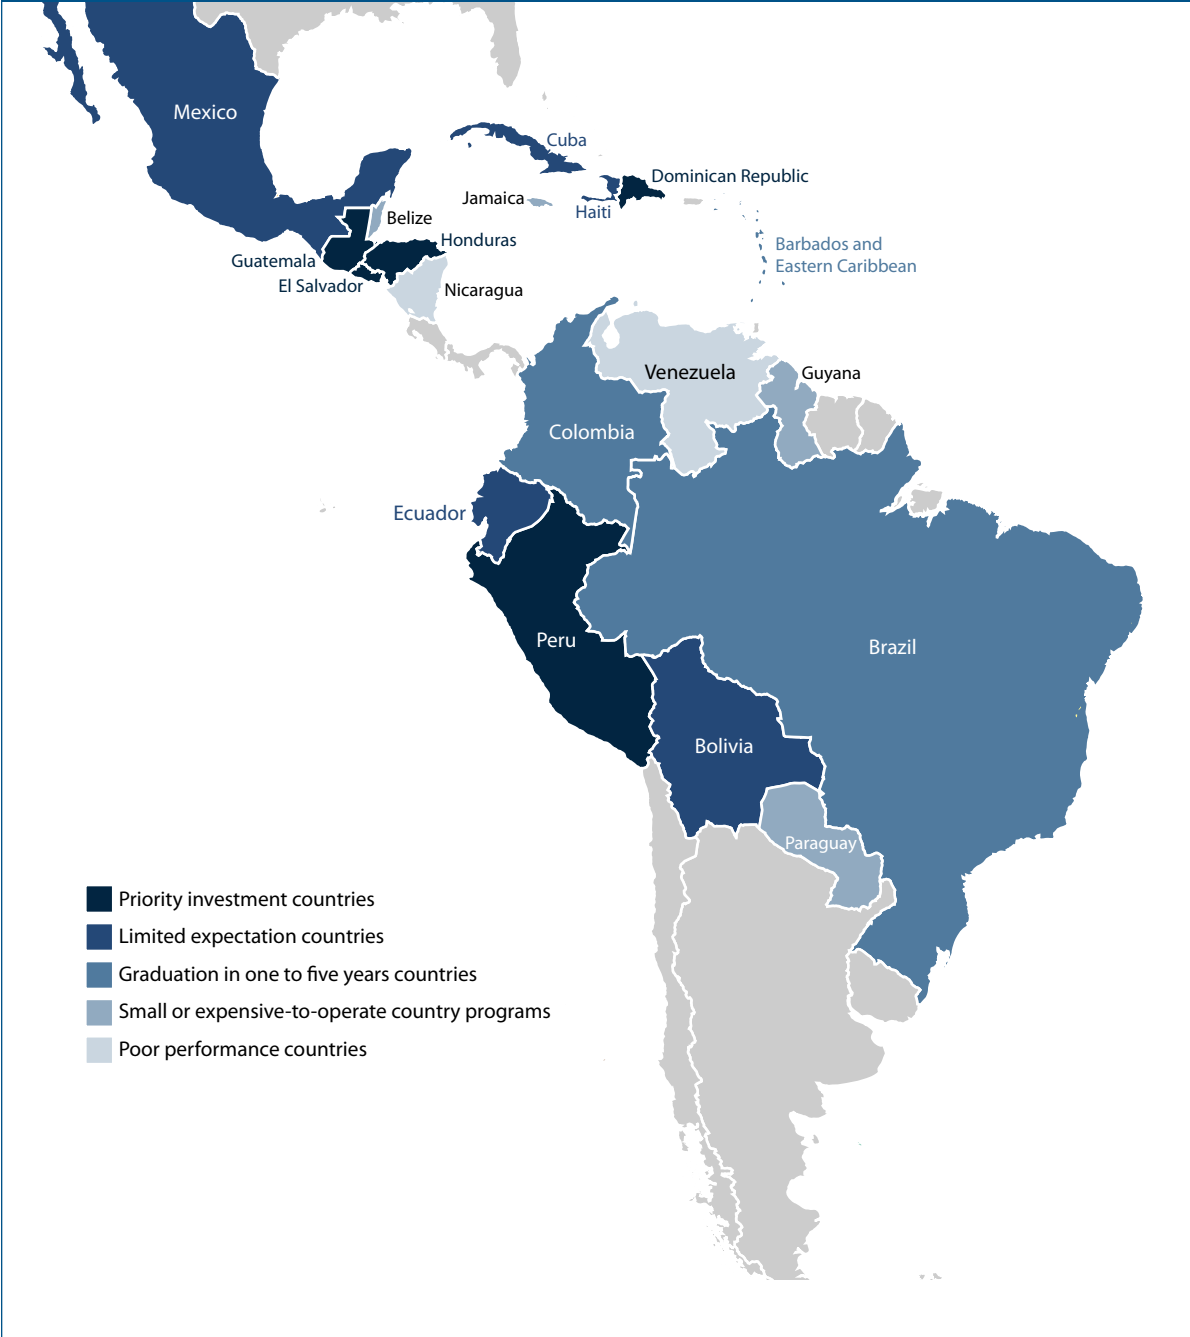 Mexico
Cuba
Dominican Republic
Jamaica
Haiti
Belize
Honduras
Guatemala
El Salvador
Nicaragua
Barbados and
Eastern Caribbean
Venezuela
Guyana
Colombia
Ecuador
Peru
Brazil
Bolivia
Paraguay
Priority investment countries
Limited expectation countries
Graduation in one to five years countries
Small or expensive-to-operate country programs
Poor performance countries